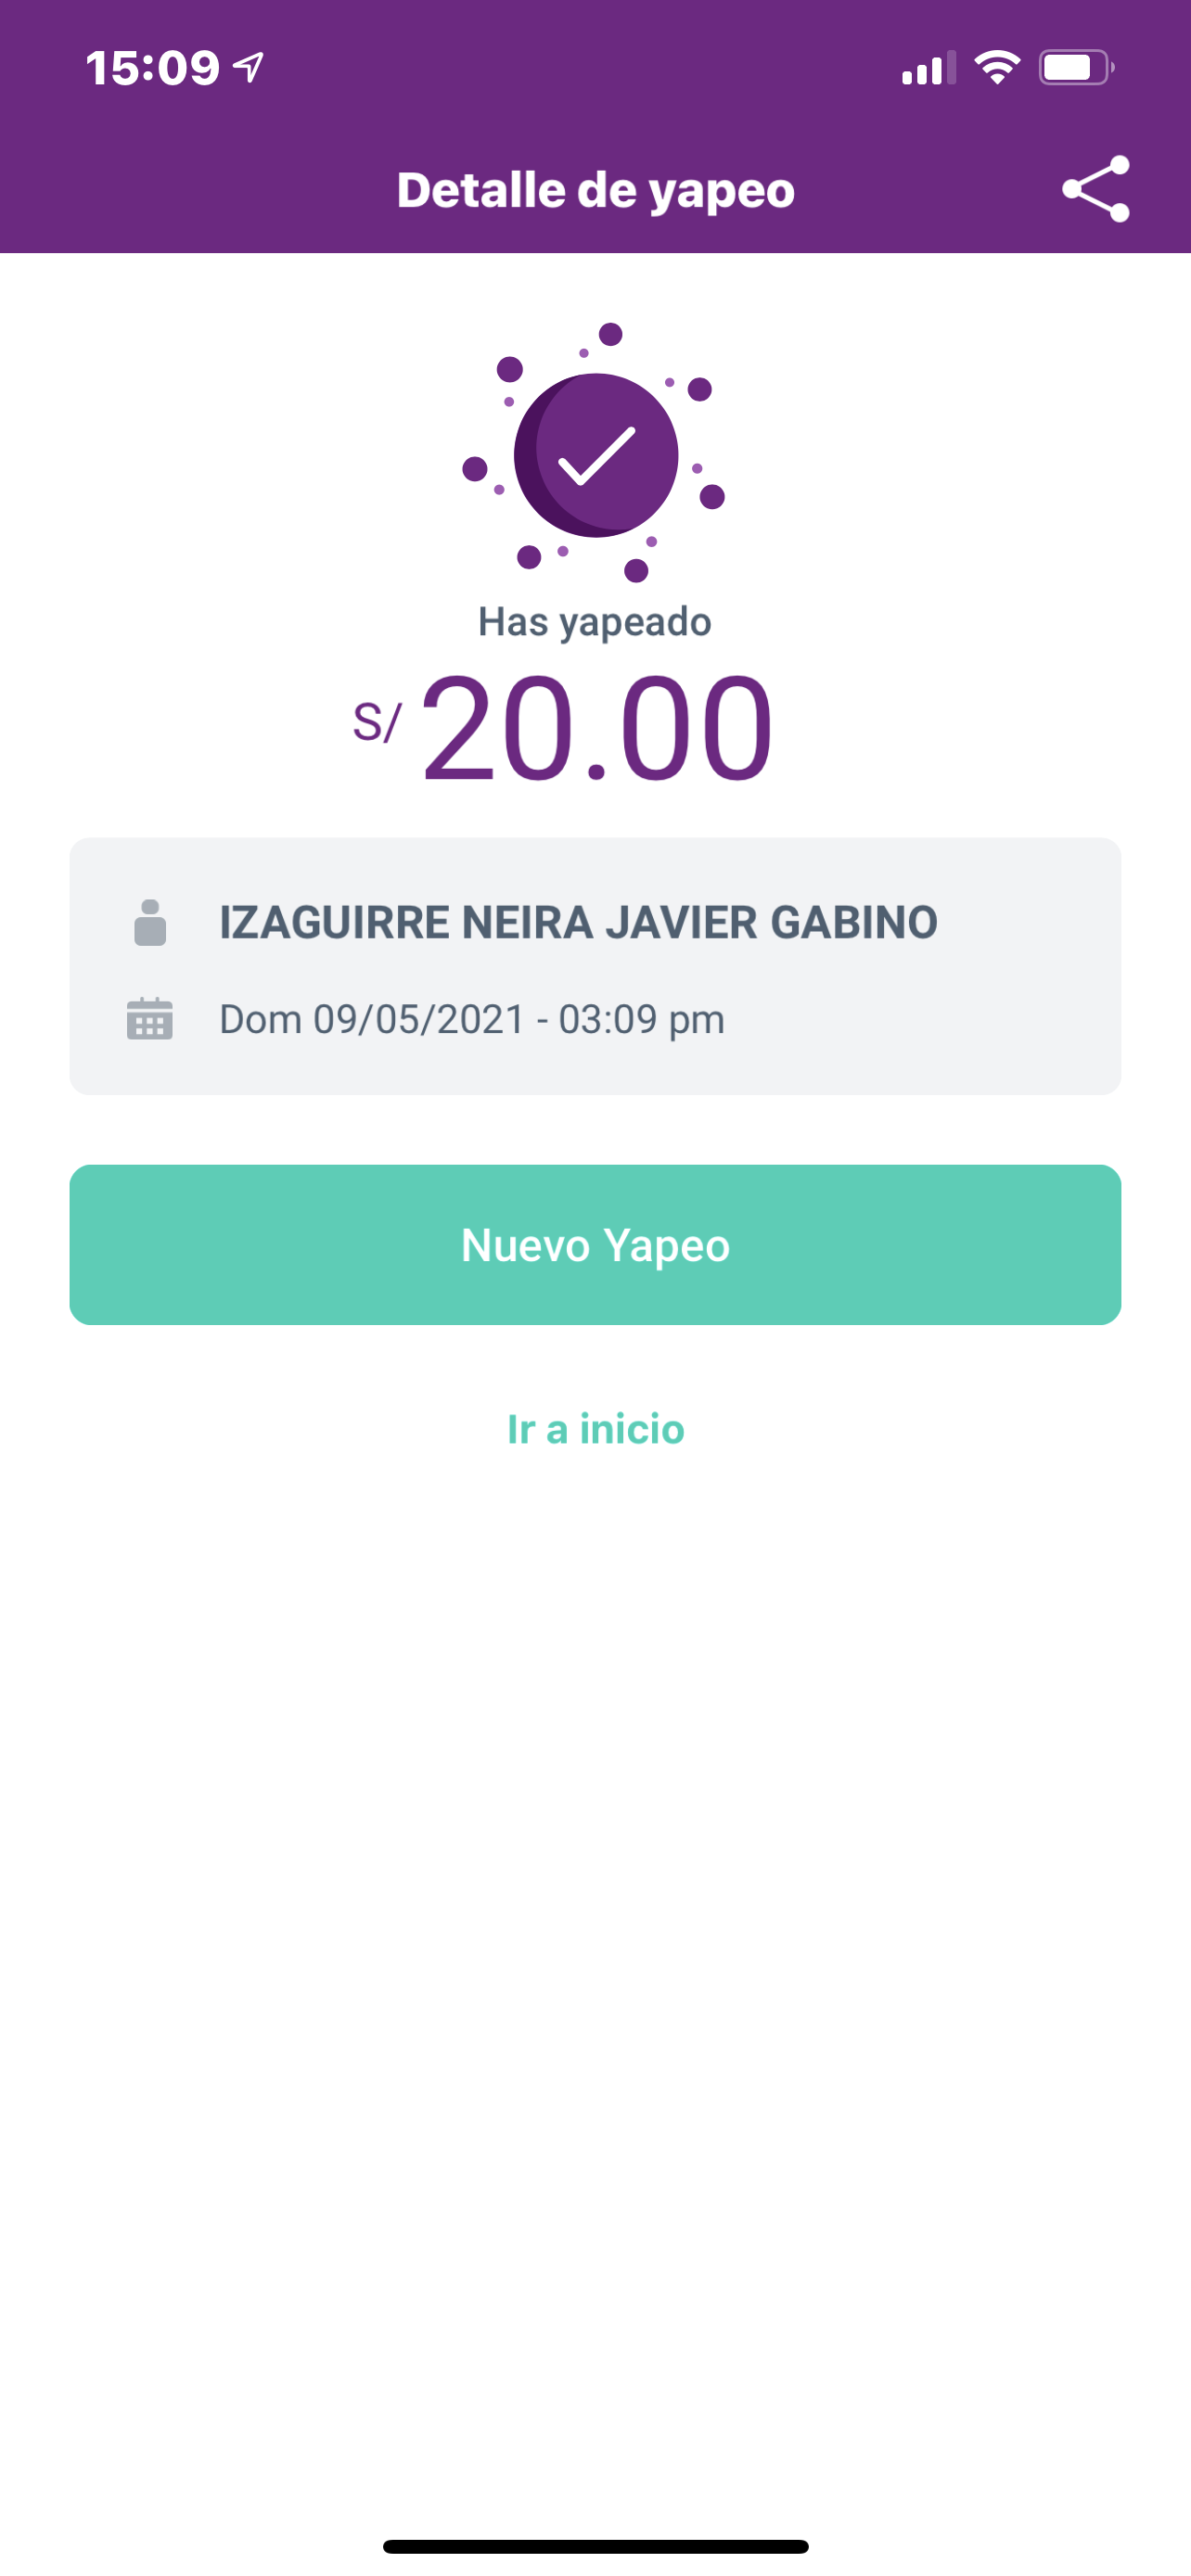 15:09
Detalle de yapeo
Has yapeado
S/ 20.00
IZAGUIRRE NEIRA JAVIER GABINO
Dom 09/05/2021 - 03:09 pm
Nuevo Yapeo
Ir a inicio